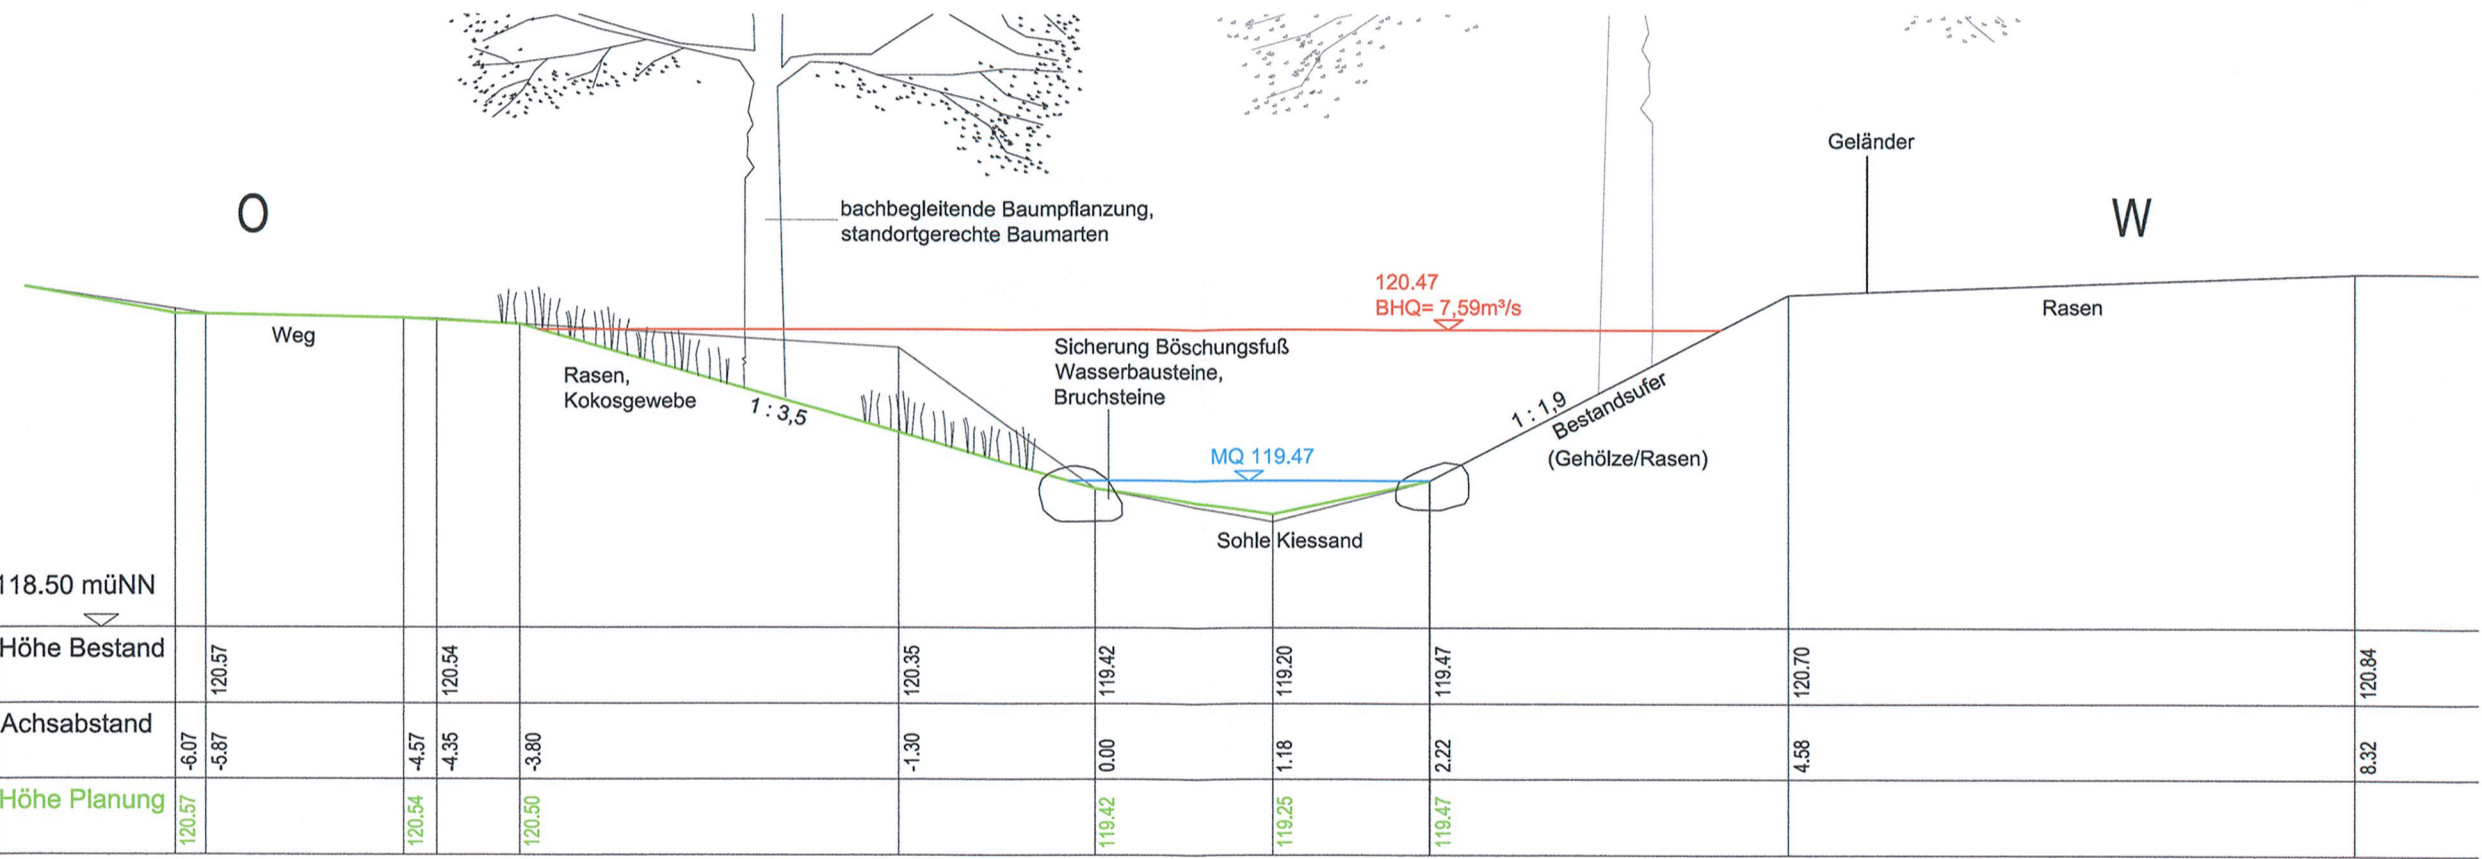 Geländer
O
W
bachbegleitende Baumpflanzung,
standortgerechte Baumarten
120.47
BHQ= 7,59m³/s
Weg
Rasen
Sicherung Böschungsfuß
Wasserbausteine,
Bruchsteine
Rasen,
Kokosgewebe
1 : 3,5
1 : 1,9
Bestandsufer
(Gehölze/Rasen)
MQ 119.47
Sohle Kiessand
118.50 müNN
Höhe Bestand 120.57 120.54 120.35 119.42 119.20 119.47 120.70 120.84
Achsabstand -6.07 -5.87 -4.57 -4.35 -3.80 -1.30 0.00 1.18 2.22 4.58 8.32
Höhe Planung 120.57 120.54 120.50 119.42 119.25 119.47